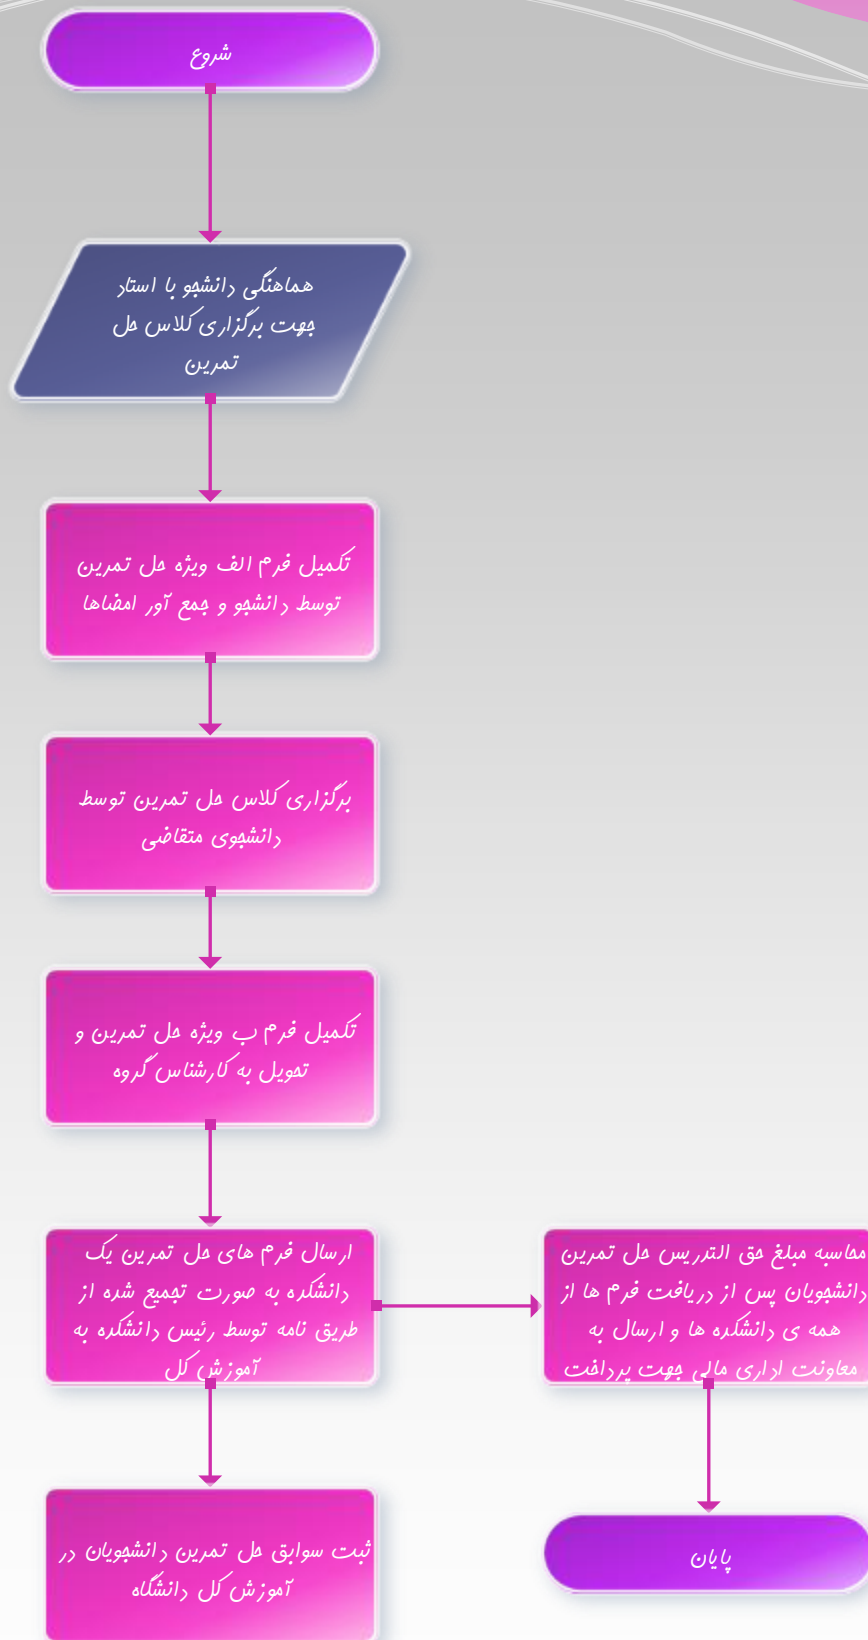 شروع
هماهنگی دانشجو با استاد
جهت برگزاری کلاس حل
تمرین
تکمیل فرم الف ویژه حل تمرین
توسط دانشجو و جمع آور امضاها
برگزاری کلاس حل تمرین توسط
دانشجوی متقاضی
تکمیل فرم ب ویژه حل تمرین و
تحویل به کارشناس گروه
ارسال فرم های حل تمرین یک
دانشکده به صورت تجمیع شده از
طریق نامه توسط رئیس دانشکده به
آموزش کل
محاسبه مبلغ حق التدریس حل تمرین
دانشجویان پس از دریافت فرم ها از
همه ی دانشکده ها و ارسال به
معاونت اداری مالی جهت پرداخت
ثبت سوابق حل تمرین دانشجویان در
آموزش کل دانشگاه
پایان